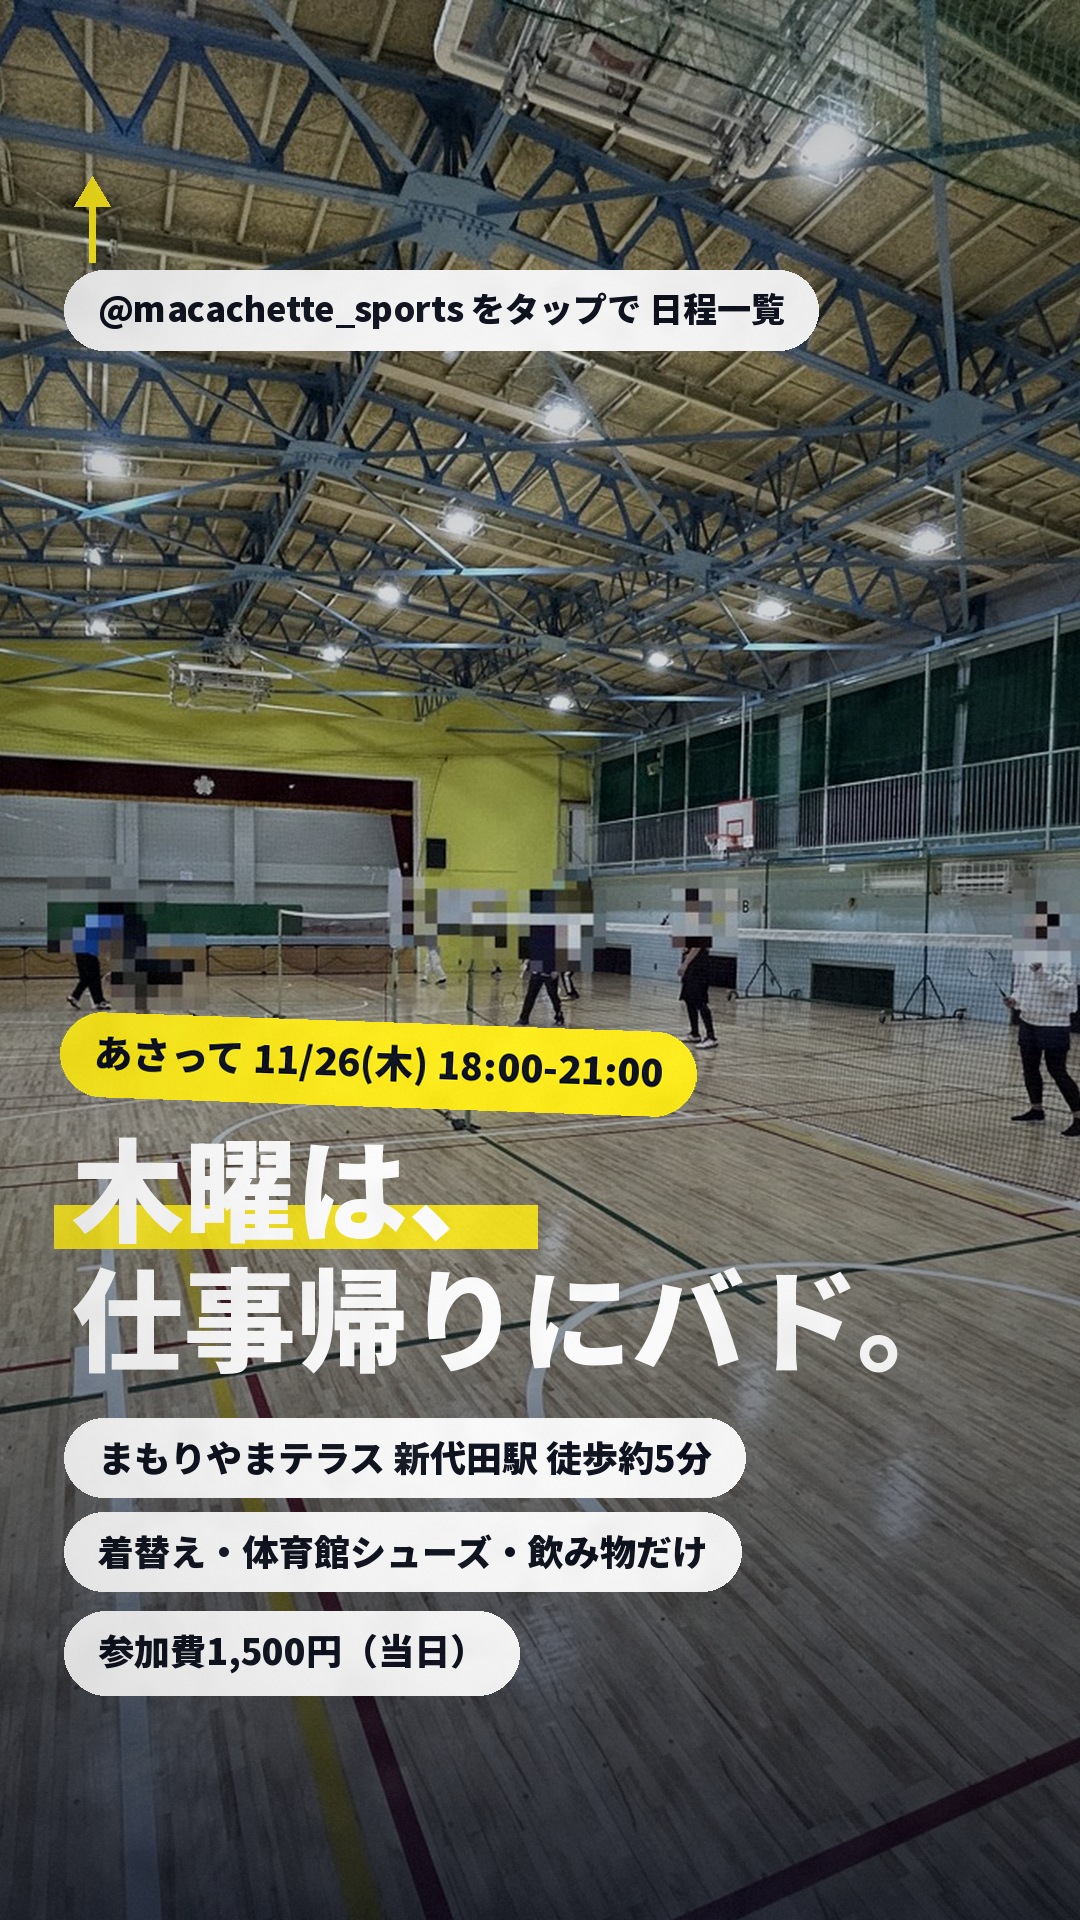 @macachette_sports をタップで 日程一覧
B
あさって 11/26(木) 18:00-21:00
木曜は、
仕事帰りにバド。
まもりやまテラス 新代田駅 徒歩約5分
着替え・体育館シューズ・飲み物だけ
参加費1,500円（当日）